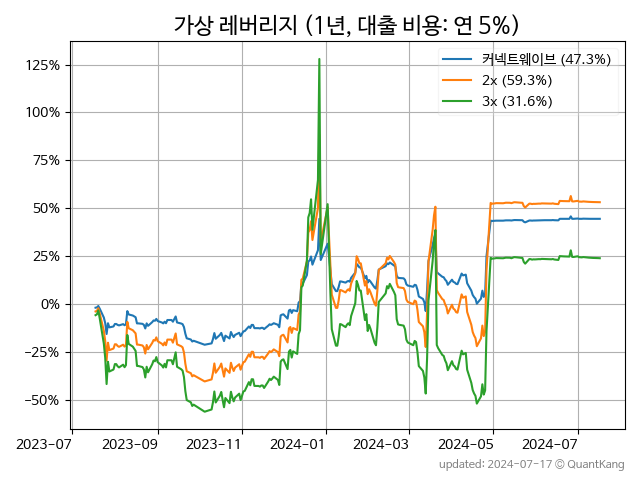 가상 레버리지 (1년, 대출 비용: 연 5%)
커넥트웨이브 (47.3%)
2x (59.3%)
3x (31.6%)
125%
100%
75%
50%
25%
0%
−25%
−50%
2023-07 2023-09 2023-11 2024-01 2024-03 2024-05 2024-07
updated: 2024-07-17 © QuantKang